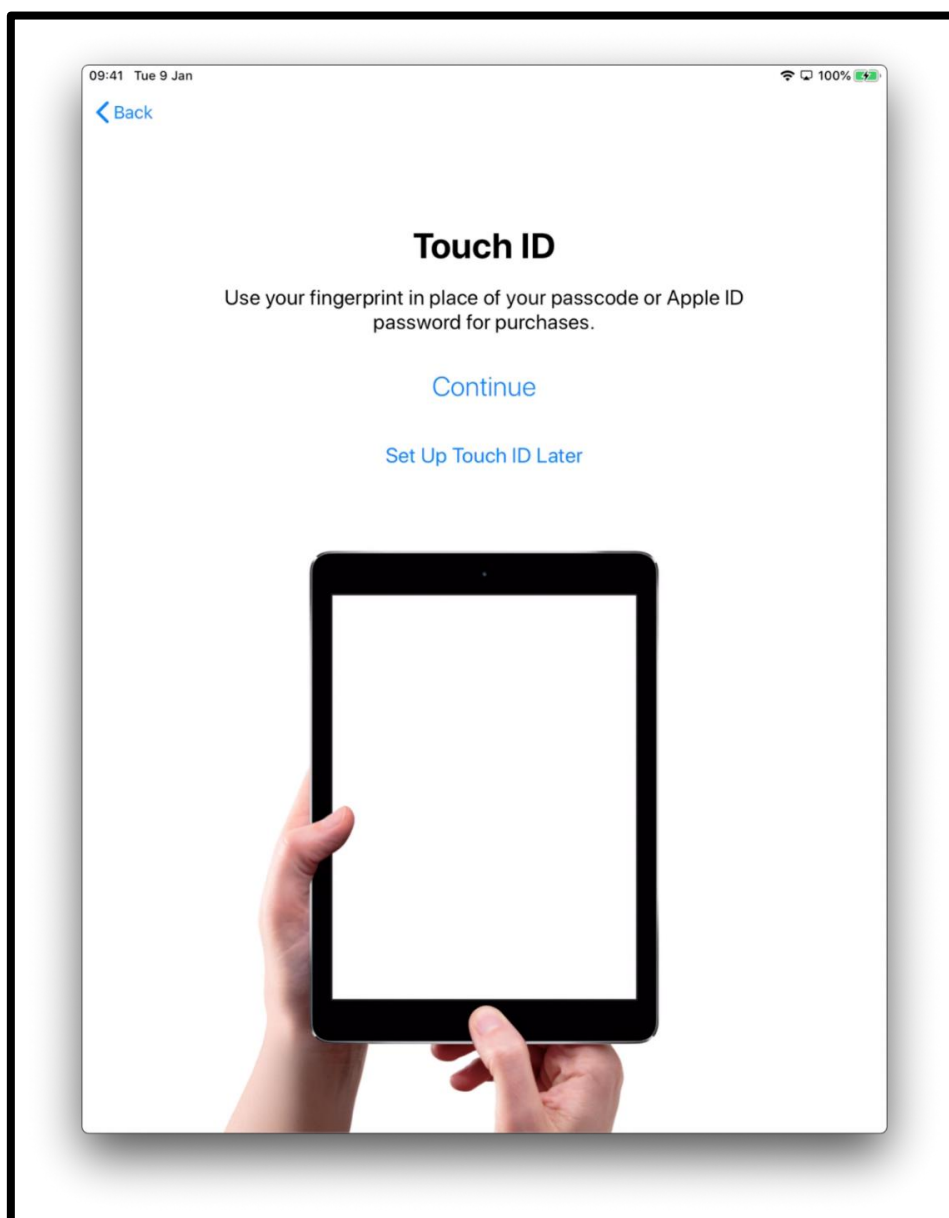 09:41 Tue 9 Jan 100%
Back
Touch ID
Use your fingerprint in place of your passcode or Apple ID
password for purchases.
Continue
Set Up Touch ID Later